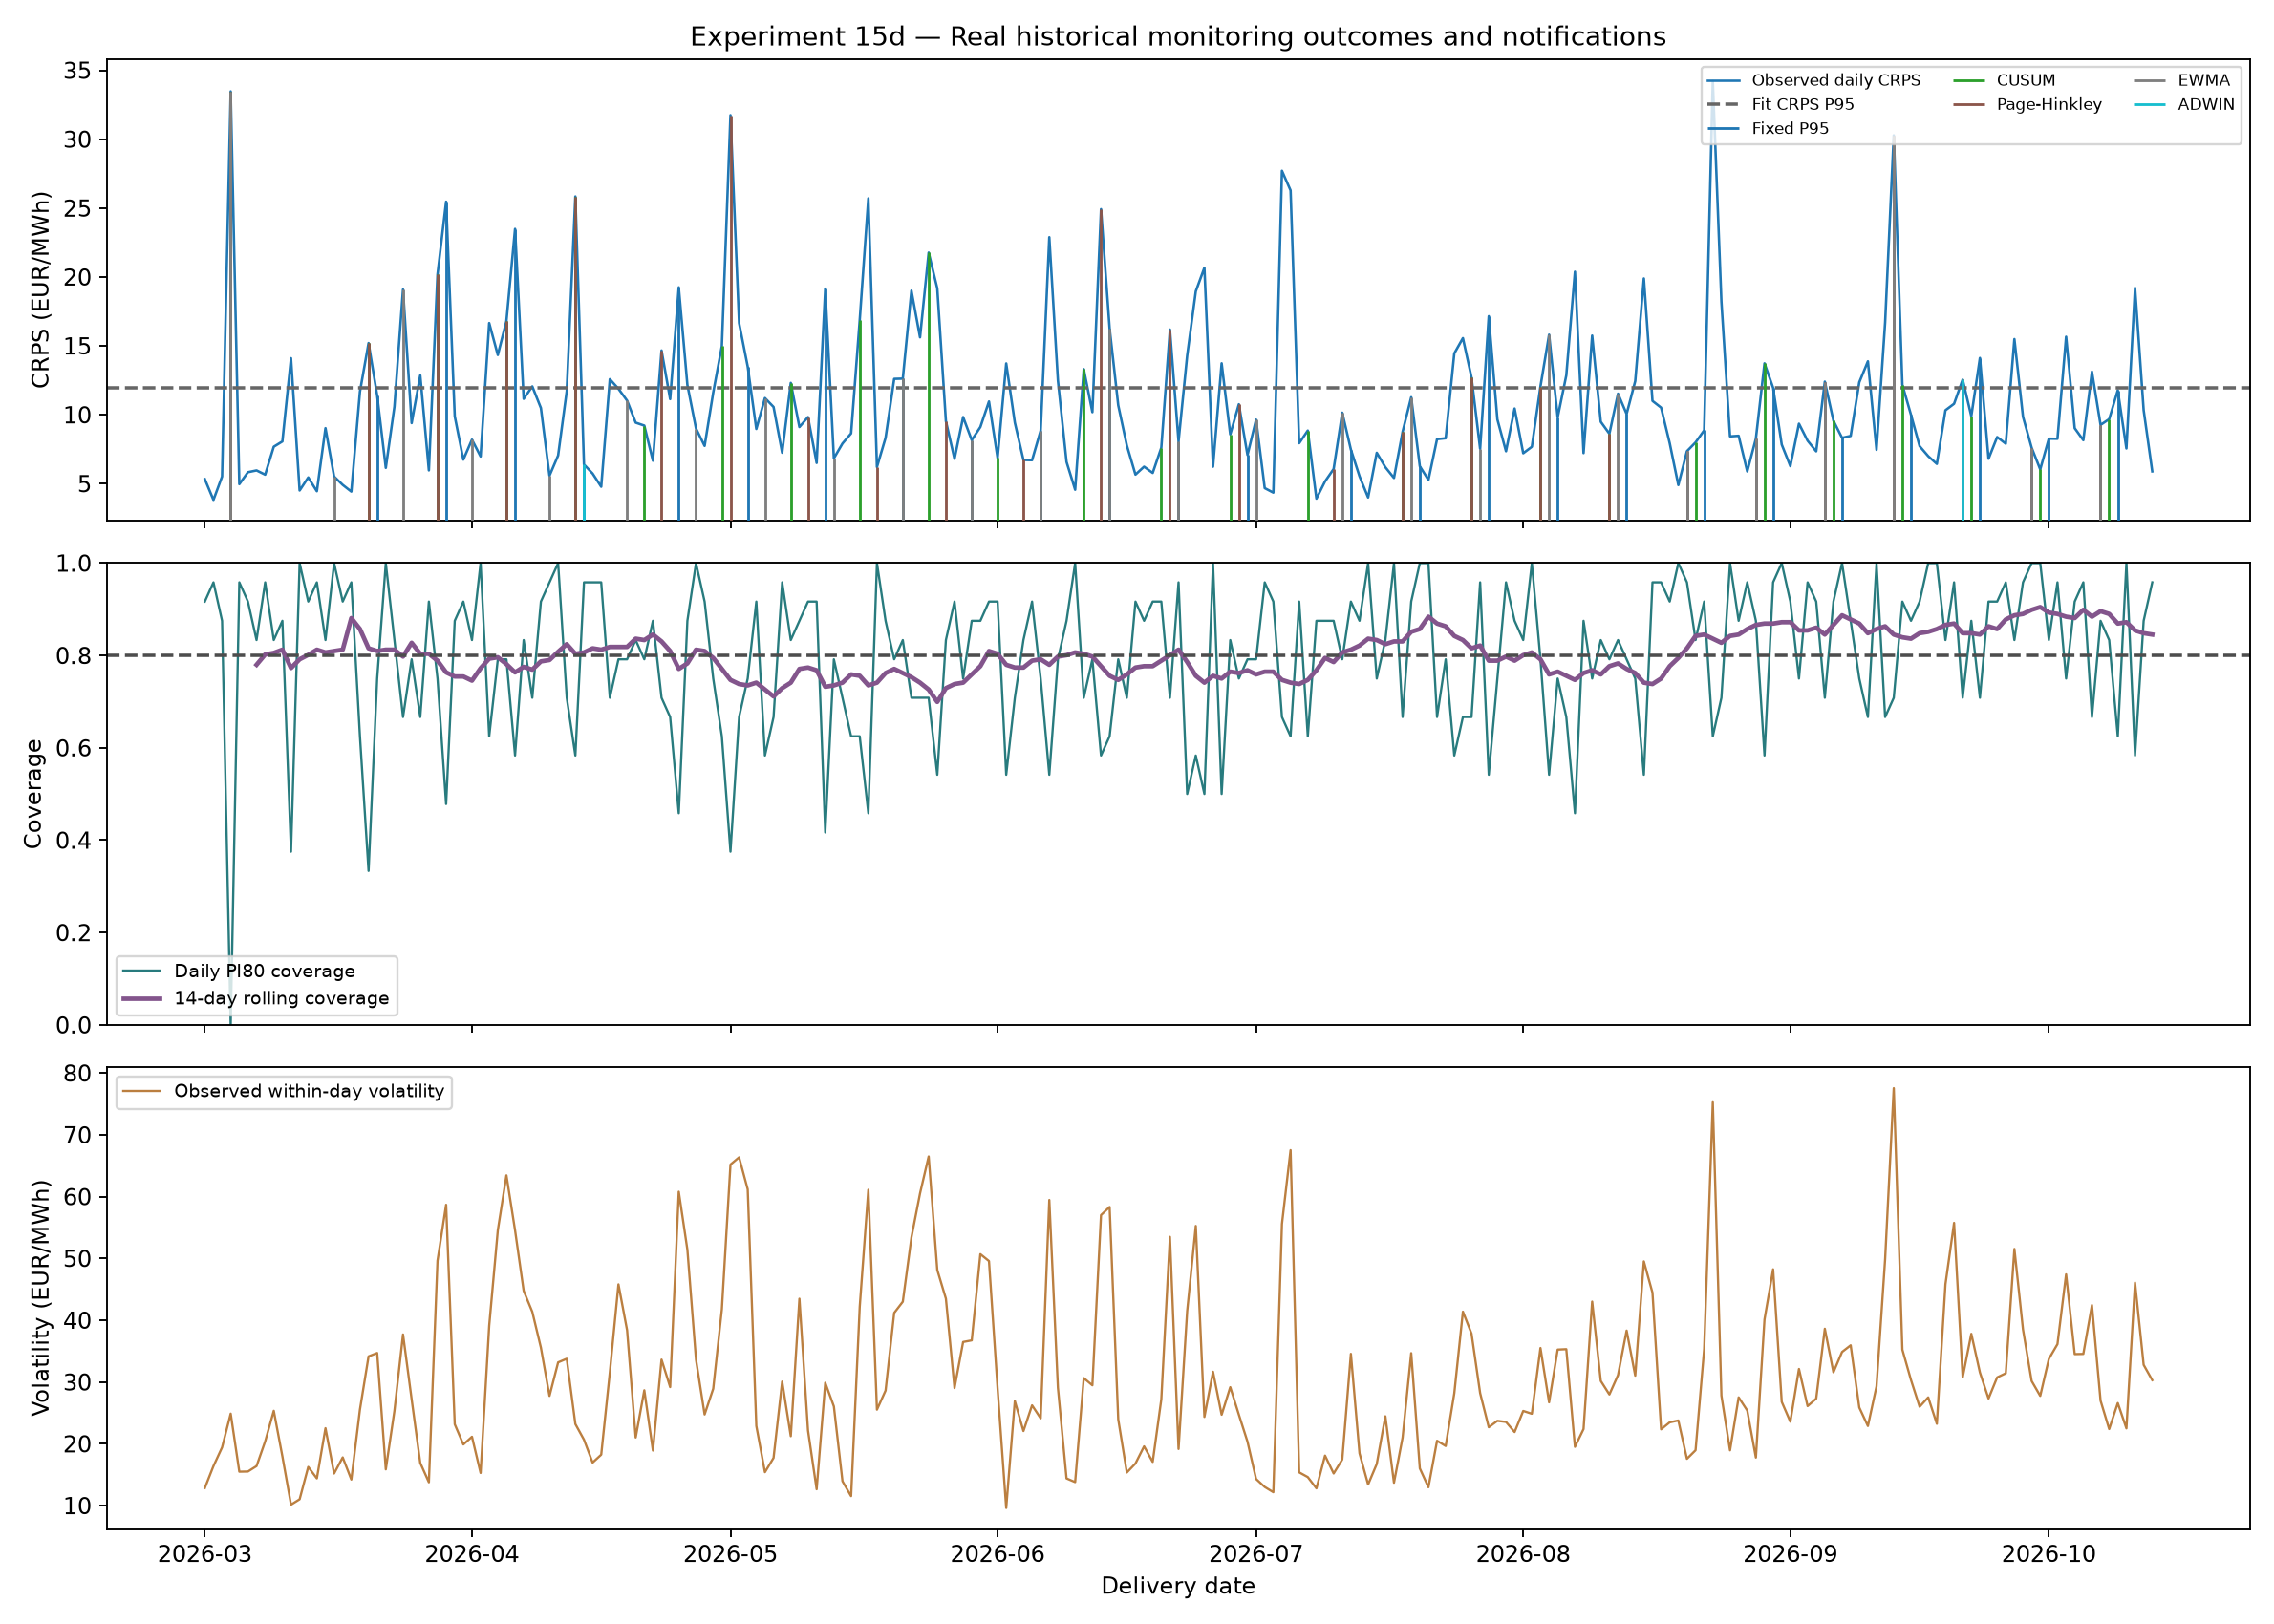 Experiment 15d — Real historical monitoring outcomes and notifications
CRPS (EUR/MWh)
35
30
25
20
15
10
5
Observed daily CRPS
Fit CRPS P95
Fixed P95
CUSUM
Page-Hinkley
EWMA
ADWIN
Coverage
1.0
0.8
0.6
0.4
0.2
0.0
Daily PI80 coverage
14-day rolling coverage
Volatility (EUR/MWh)
80
70
60
50
40
30
20
10
Observed within-day volatility
2026-03
2026-04
2026-05
2026-06
2026-07
2026-08
2026-09
2026-10
Delivery date